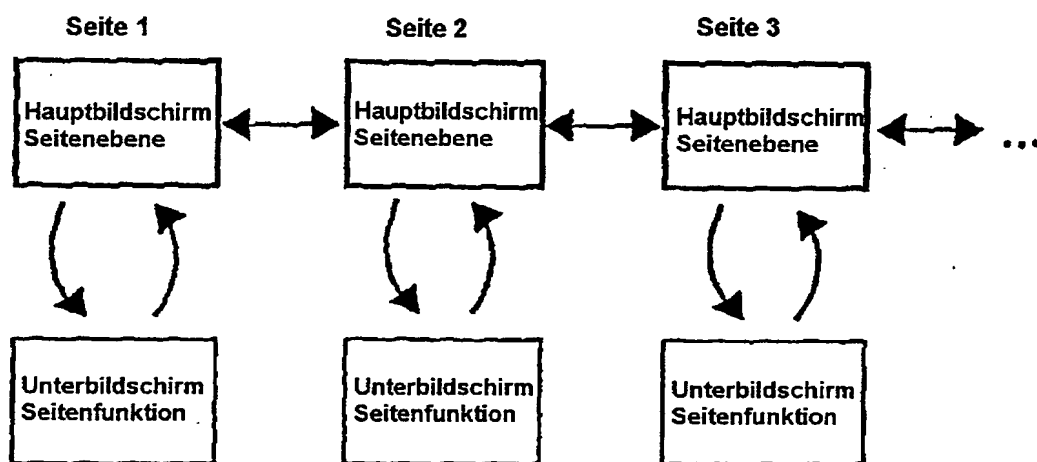 Seite 1
Seite 2
Seite 3
Hauptbildschirm
Seitenebene
Hauptbildschirm
Seitenebene
Hauptbildschirm
Seitenebene
...
Unterbildschirm
Seitenfunktion
Unterbildschirm
Seitenfunktion
Unterbildschirm
Seitenfunktion